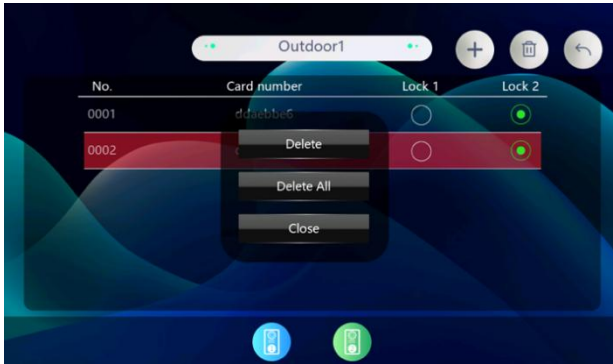 Outdoor1
No. Card number Lock 1 Lock 2
0001 ddaebbe6
0002
Delete
Delete All
Close